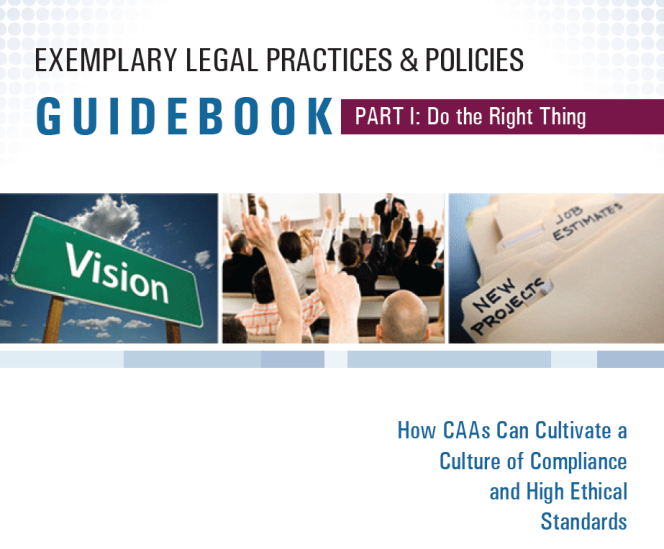 EXEMPLARY LEGAL PRACTICES & POLICIES
GUIDEBOOK PART I: Do the Right Thing
Vision
JOB
ESTIMATES
NEW
PROJECTS
How CAAs Can Cultivate a
Culture of Compliance
and High Ethical
Standards